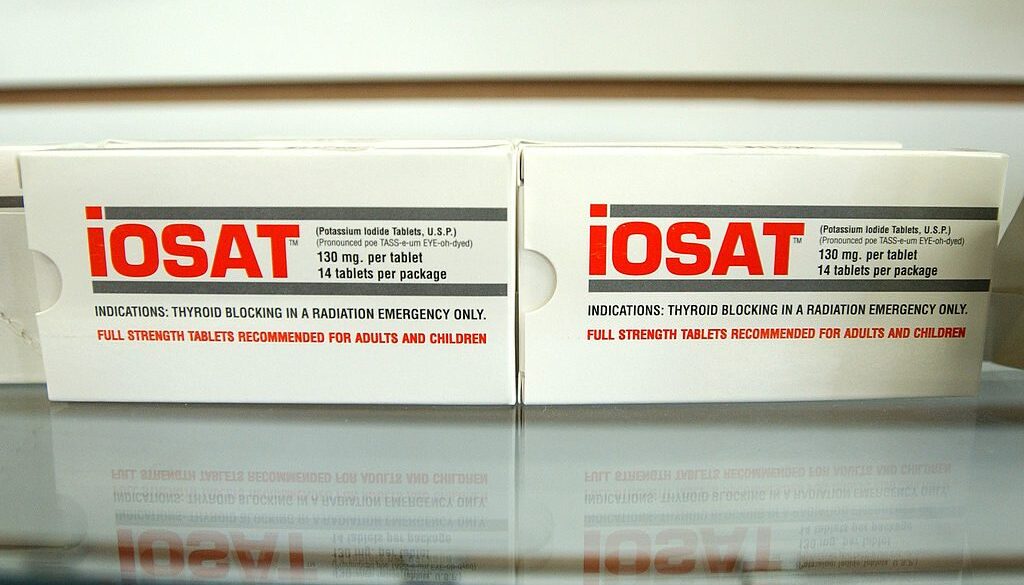 iOSAT™
(Potassium Iodide Tablets, U.S.P.)
(Pronounced poe TASS-e-um EYE-oh-dyed)
130 mg. per tablet
14 tablets per package
INDICATIONS: THYROID BLOCKING IN A RADIATION EMERGENCY ONLY.
FULL STRENGTH TABLETS RECOMMENDED FOR ADULTS AND CHILDREN
iOSAT™
(Potassium Iodide Tablets, U.S.P.)
(Pronounced poe TASS-e-um EYE-oh-dyed)
130 mg. per tablet
14 tablets per package
INDICATIONS: THYROID BLOCKING IN A RADIATION EMERGENCY ONLY.
FULL STRENGTH TABLETS RECOMMENDED FOR ADULTS AND CHILDREN